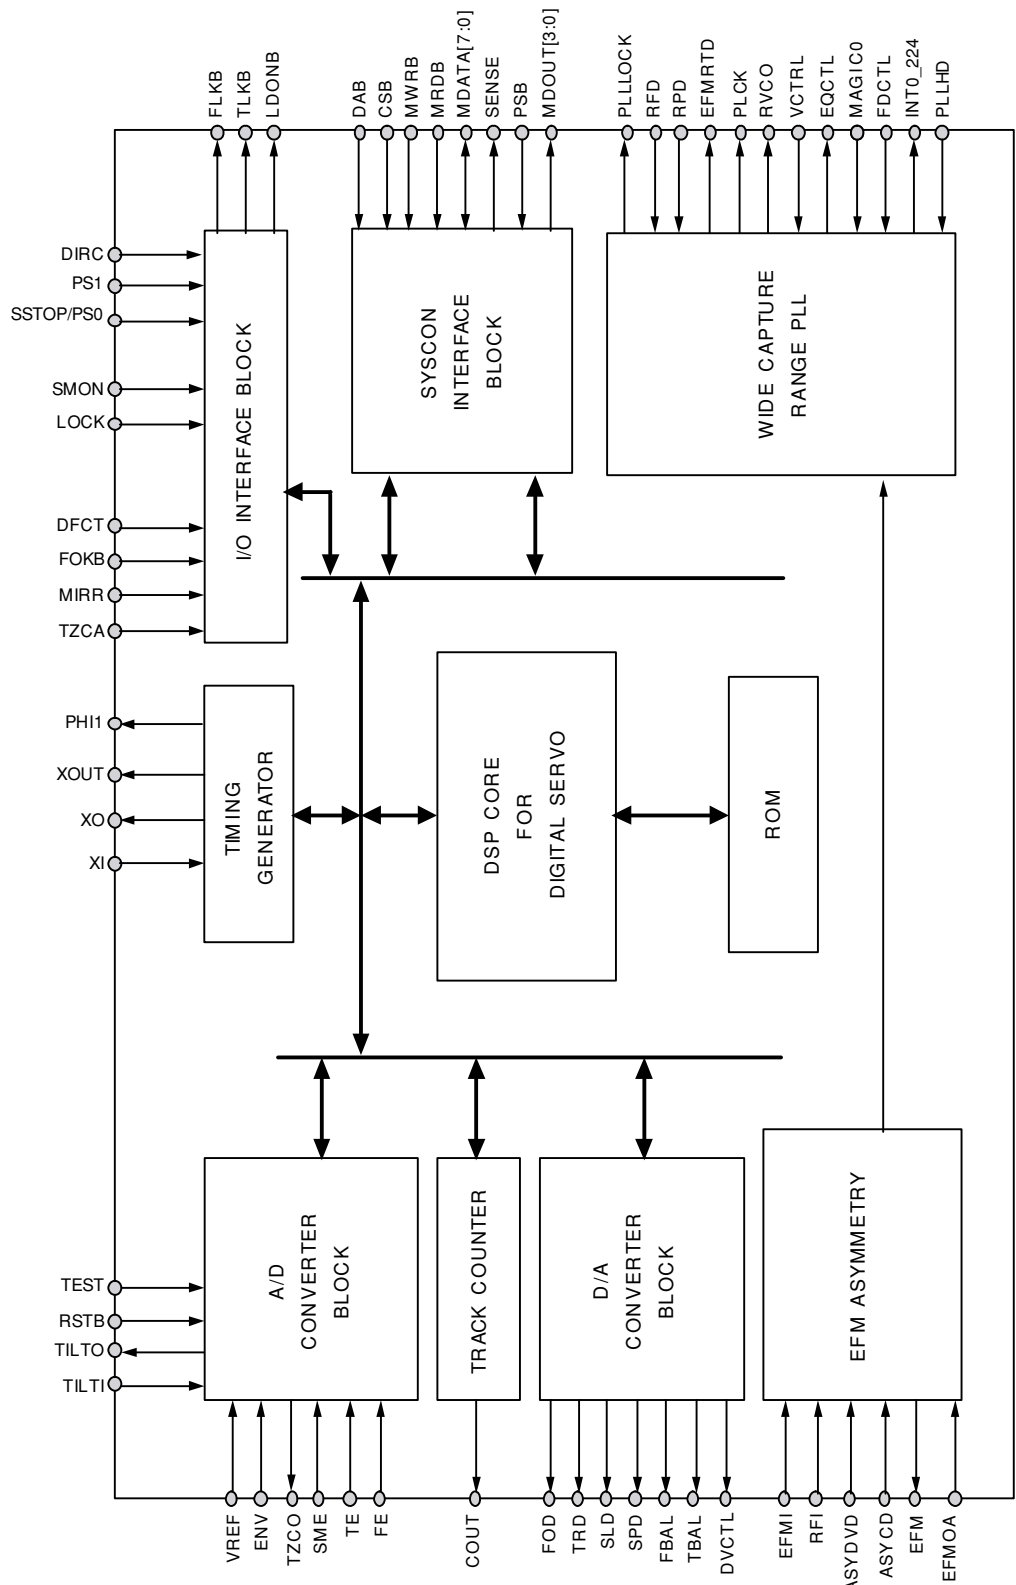 FLKB
TLKB
LDONB
DAB
CSB
MWRB
MRDB
MDATA[7:0]
SENSE
PSB
MDOUT[3:0]
PLLLOCK
RFD
RPD
EFMRTD
PLCK
RVCO
VCTRL
EQCTL
MAGIC0
FDCTL
INT0_224
PLLHD
DIRC
PS1
SSTOP/PS0
SMON
LOCK
DFCT
FOKB
MIRR
TZCA
I/O INTERFACE BLOCK
SYSCON
INTERFACE
BLOCK
WIDE CAPTURE
RANGE PLL
PHI1
XOUT
XO
XI
TIMING
GENERATOR
DSP CORE
FOR
DIGITAL SERVO
ROM
TEST
RSTB
TILTO
TILTI
A/D
CONVERTER
BLOCK
TRACK COUNTER
D/A
CONVERTER
BLOCK
EFM ASYMMETRY
VREF
ENV
TZCO
SME
TE
FE
COUT
FOD
TRD
SLD
SPD
FBAL
TBAL
DVCTL
EFMI
RFI
ASYDVD
ASYCD
EFM
EFMOA